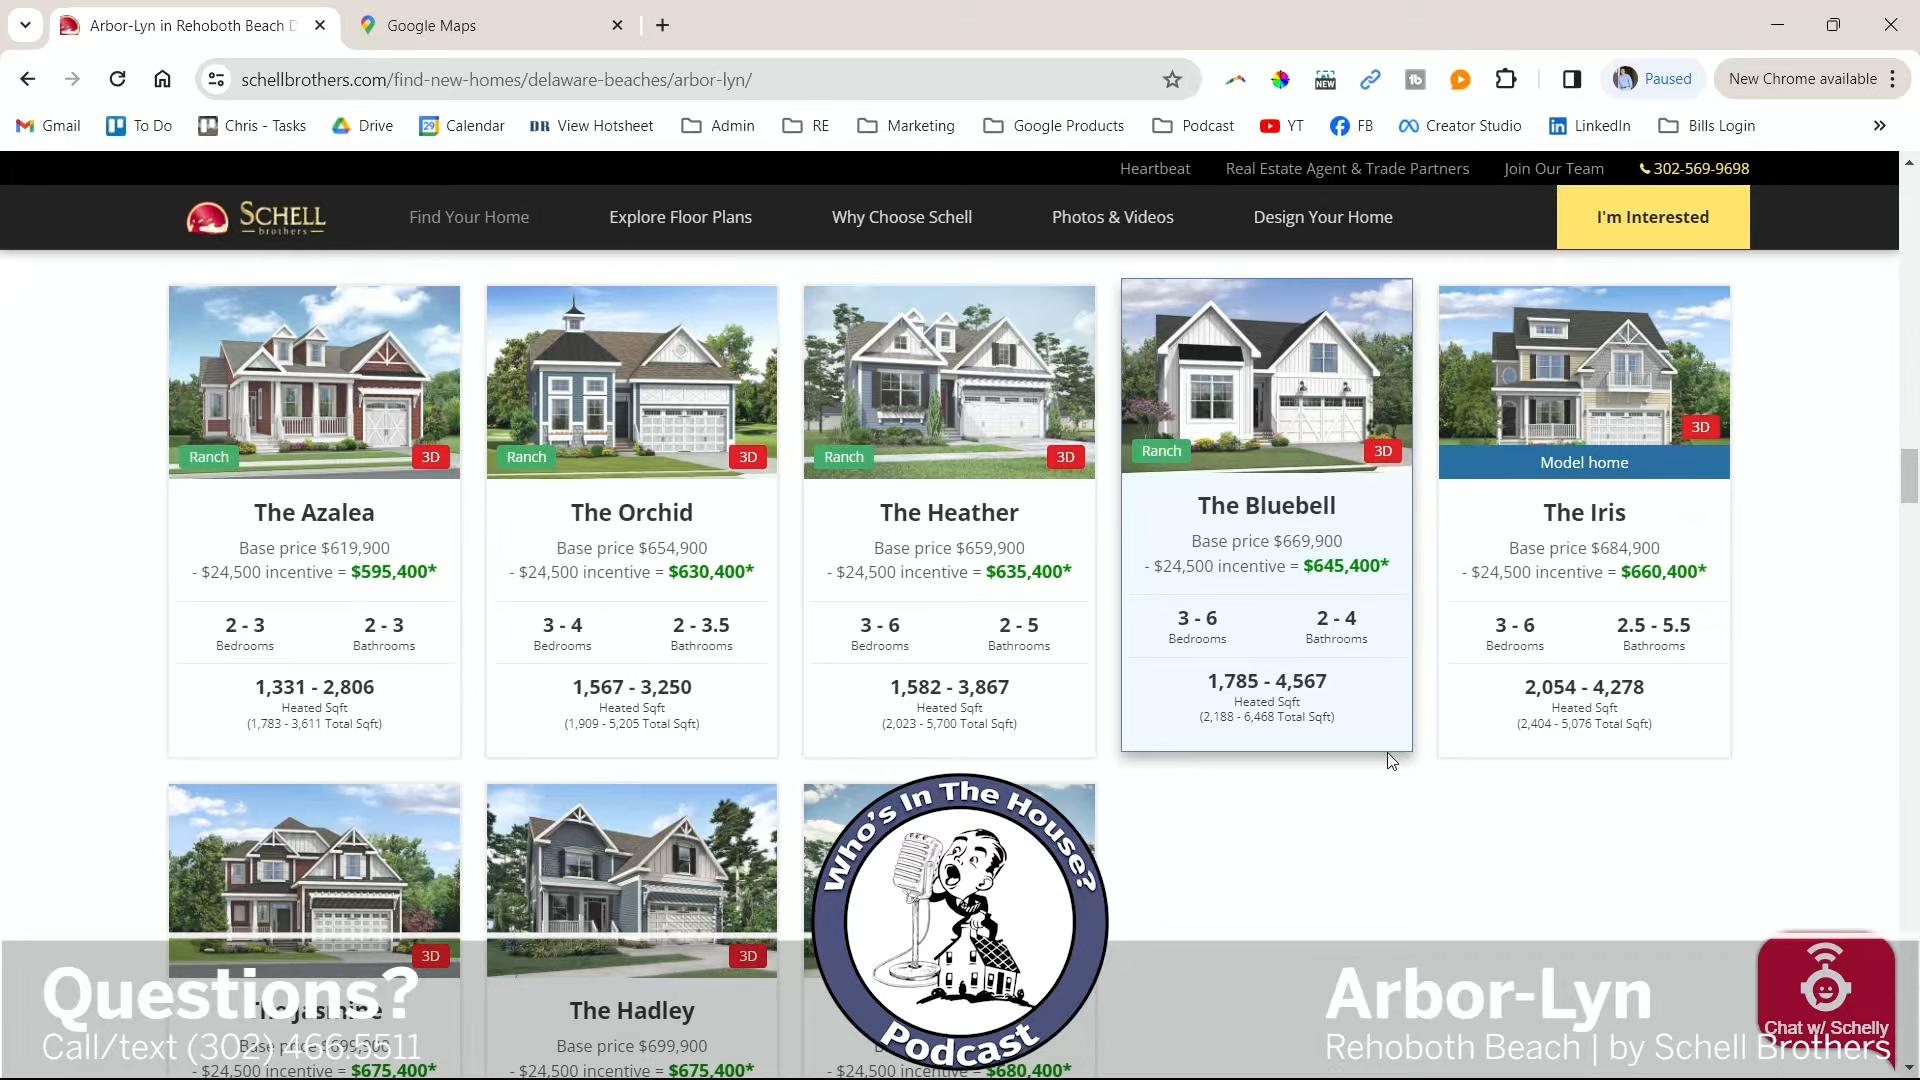 Arbor-Lyn in Rehoboth Beach D
Google Maps
schellbrothers.com/find-new-homes/delaware-beaches/arbor-lyn/
NEW
Paused
New Chrome available
Gmail
To Do
Chris - Tasks
Drive
Calendar
DR View Hotsheet
Admin
RE
Marketing
Google Products
Podcast
YT
FB
Creator Studio
LinkedIn
Bills Login
Heartbeat
Real Estate Agent & Trade Partners
Join Our Team
302-569-9698
SCHELL
brothers
Find Your Home
Explore Floor Plans
Why Choose Schell
Photos & Videos
Design Your Home
I'm Interested
Ranch
3D
The Azalea
Base price $619,900
- $24,500 incentive = $595,400*
2 - 3
Bedrooms
2 - 3
Bathrooms
1,331 - 2,806
Heated Sqft
(1,783 - 3,611 Total Sqft)
Ranch
3D
The Orchid
Base price $654,900
- $24,500 incentive = $630,400*
3 - 4
Bedrooms
2 - 3.5
Bathrooms
1,567 - 3,250
Heated Sqft
(1,909 - 5,205 Total Sqft)
Ranch
3D
The Heather
Base price $659,900
- $24,500 incentive = $635,400*
3 - 6
Bedrooms
2 - 5
Bathrooms
1,582 - 3,867
Heated Sqft
(2,023 - 5,700 Total Sqft)
Ranch
3D
The Bluebell
Base price $669,900
- $24,500 incentive = $645,400*
3 - 6
Bedrooms
2 - 4
Bathrooms
1,785 - 4,567
Heated Sqft
(2,188 - 6,468 Total Sqft)
3D
Model home
The Iris
Base price $684,900
- $24,500 incentive = $660,400*
3 - 6
Bedrooms
2.5 - 5.5
Bathrooms
2,054 - 4,278
Heated Sqft
(2,404 - 5,076 Total Sqft)
3D
The Jasmine
Base price $699,900
- $24,500 incentive = $675,400*
3D
The Hadley
Base price $699,900
- $24,500 incentive = $675,400*
- $24,500 incentive = $680,400*
Who's In The House?
Podcast
Questions?
Call/text (302) 466.5511
Arbor-Lyn
Rehoboth Beach | by Schell Brothers
Chat w/ Schelly